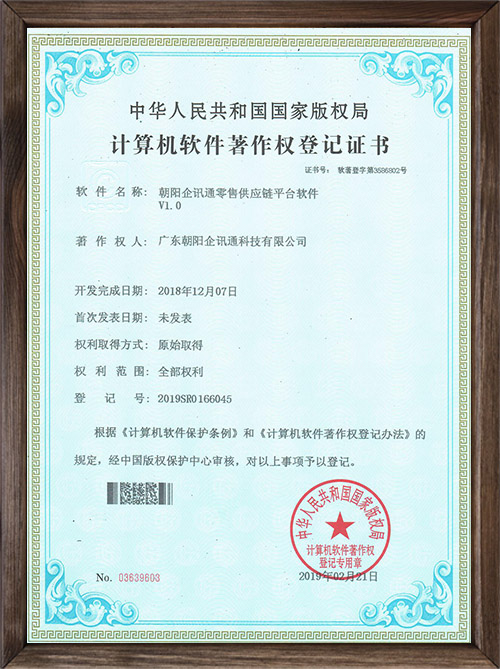 中华人民共和国国家版权局
计算机软件著作权登记证书
证书号： 软著登字第3586802号
软件名称： 朝阳企讯通零售供应链平台软件
V1.0
著作权人： 广东朝阳企讯通科技有限公司
开发完成日期： 2018年12月07日
首次发表日期： 未发表
权利取得方式： 原始取得
权利范围： 全部权利
登记号： 2019SR0166045
根据《计算机软件保护条例》和《计算机软件著作权登记办法》的
规定，经中国版权保护中心审核，对以上事项予以登记。
中华人民共和国国家版权局
计算机软件著作权
登记专用章
No. 03639603
2019年02月21日